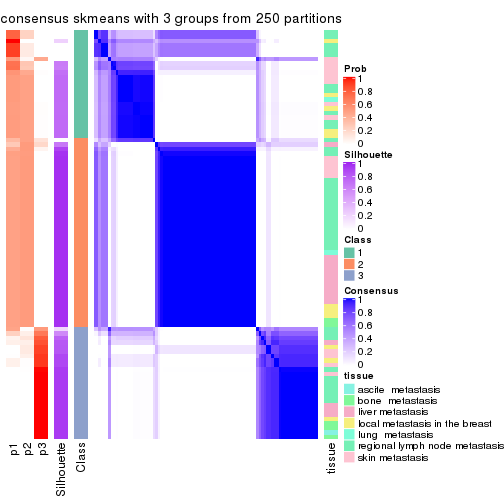 consensus skmeans with 3 groups from 250 partitions
Prob
1
0.8
0.6
0.4
0.2
0
Silhouette
1
0.8
0.6
0.4
0.2
0
Class
1
2
3
Consensus
1
0.8
0.6
0.4
0.2
0
tissue
ascite  metastasis
bone  metastasis
liver metastasis
local metastasis in the breast
lung  metastasis
regional lymph node metastasis
skin metastasis
p1
p2
p3
Silhouette
Class
tissue